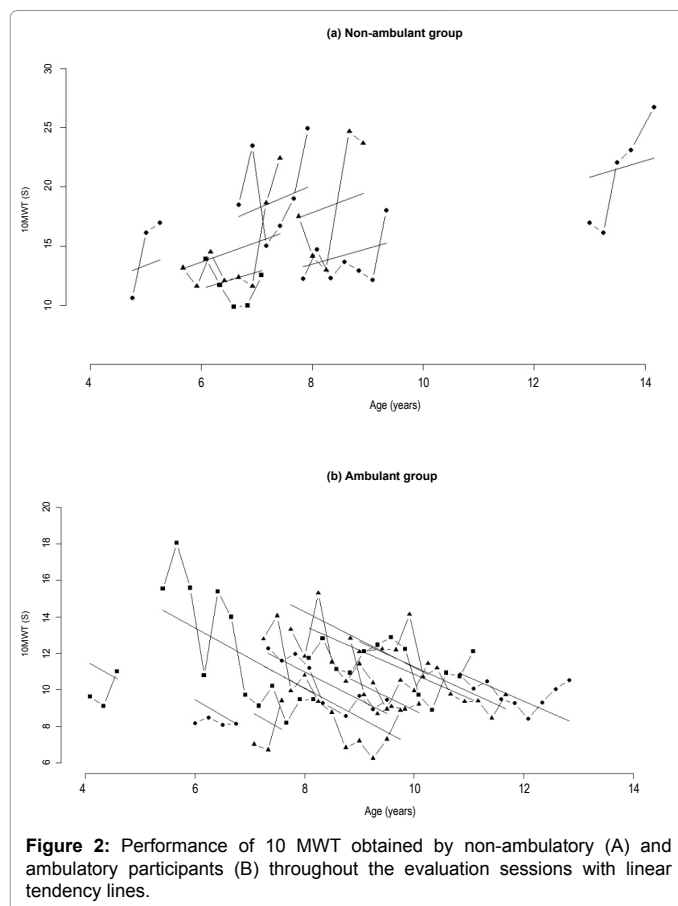 (a) Non-ambulant group
30
25
20
15
10
10MWT (S)
4 6 8 10 12 14
Age (years)
(b) Ambulant group
20
18
16
14
12
10
8
6
10MWT (S)
4 6 8 10 12 14
Age (years)
Figure 2: Performance of 10 MWT obtained by non-ambulatory (A) and
ambulatory participants (B) throughout the evaluation sessions with linear
tendency lines.